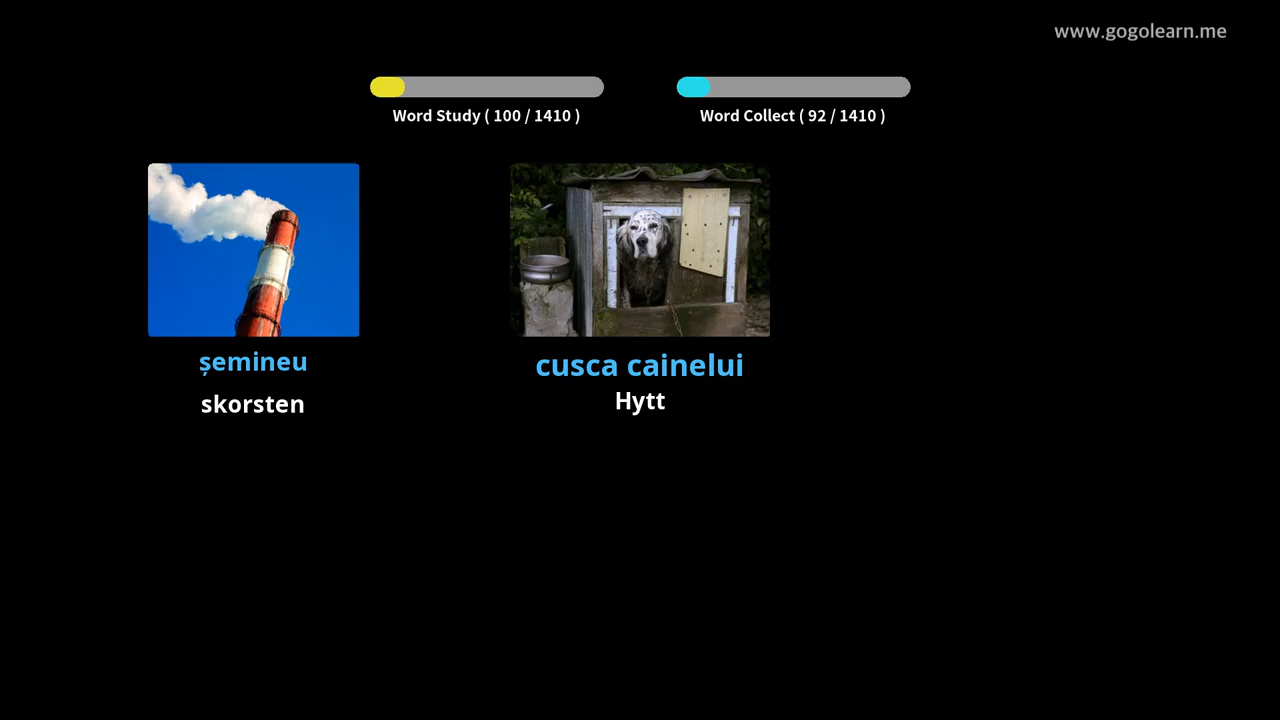 www.gogolearn.me
Word Study ( 100 / 1410 )
Word Collect ( 92 / 1410 )
șemineu
skorsten
cusca cainelui
Hytt